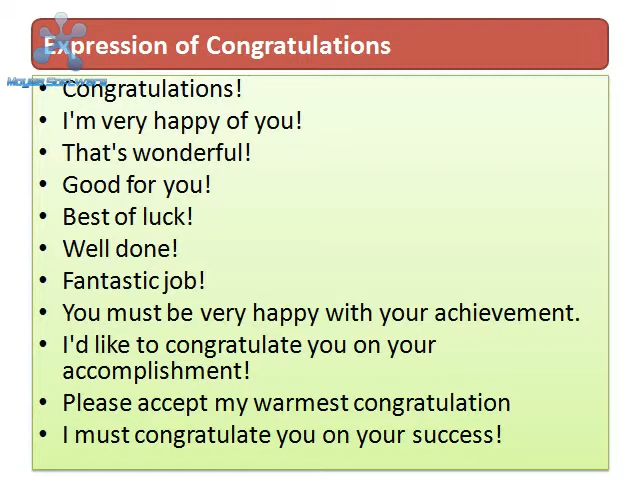 Expression of Congratulations
Moyea Software
• Congratulations!
• I'm very happy of you!
• That's wonderful!
• Good for you!
• Best of luck!
• Well done!
• Fantastic job!
• You must be very happy with your achievement.
• I'd like to congratulate you on your
accomplishment!
• Please accept my warmest congratulation
• I must congratulate you on your success!